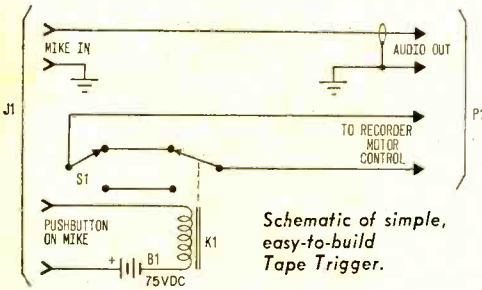 MIKE IN
AUDIO OUT
J1
P1
TO RECORDER
MOTOR
CONTROL
S1
PUSHBUTTON
ON MIKE
K1
+
B1
75VDC
Schematic of simple,
easy-to-build
Tape Trigger.